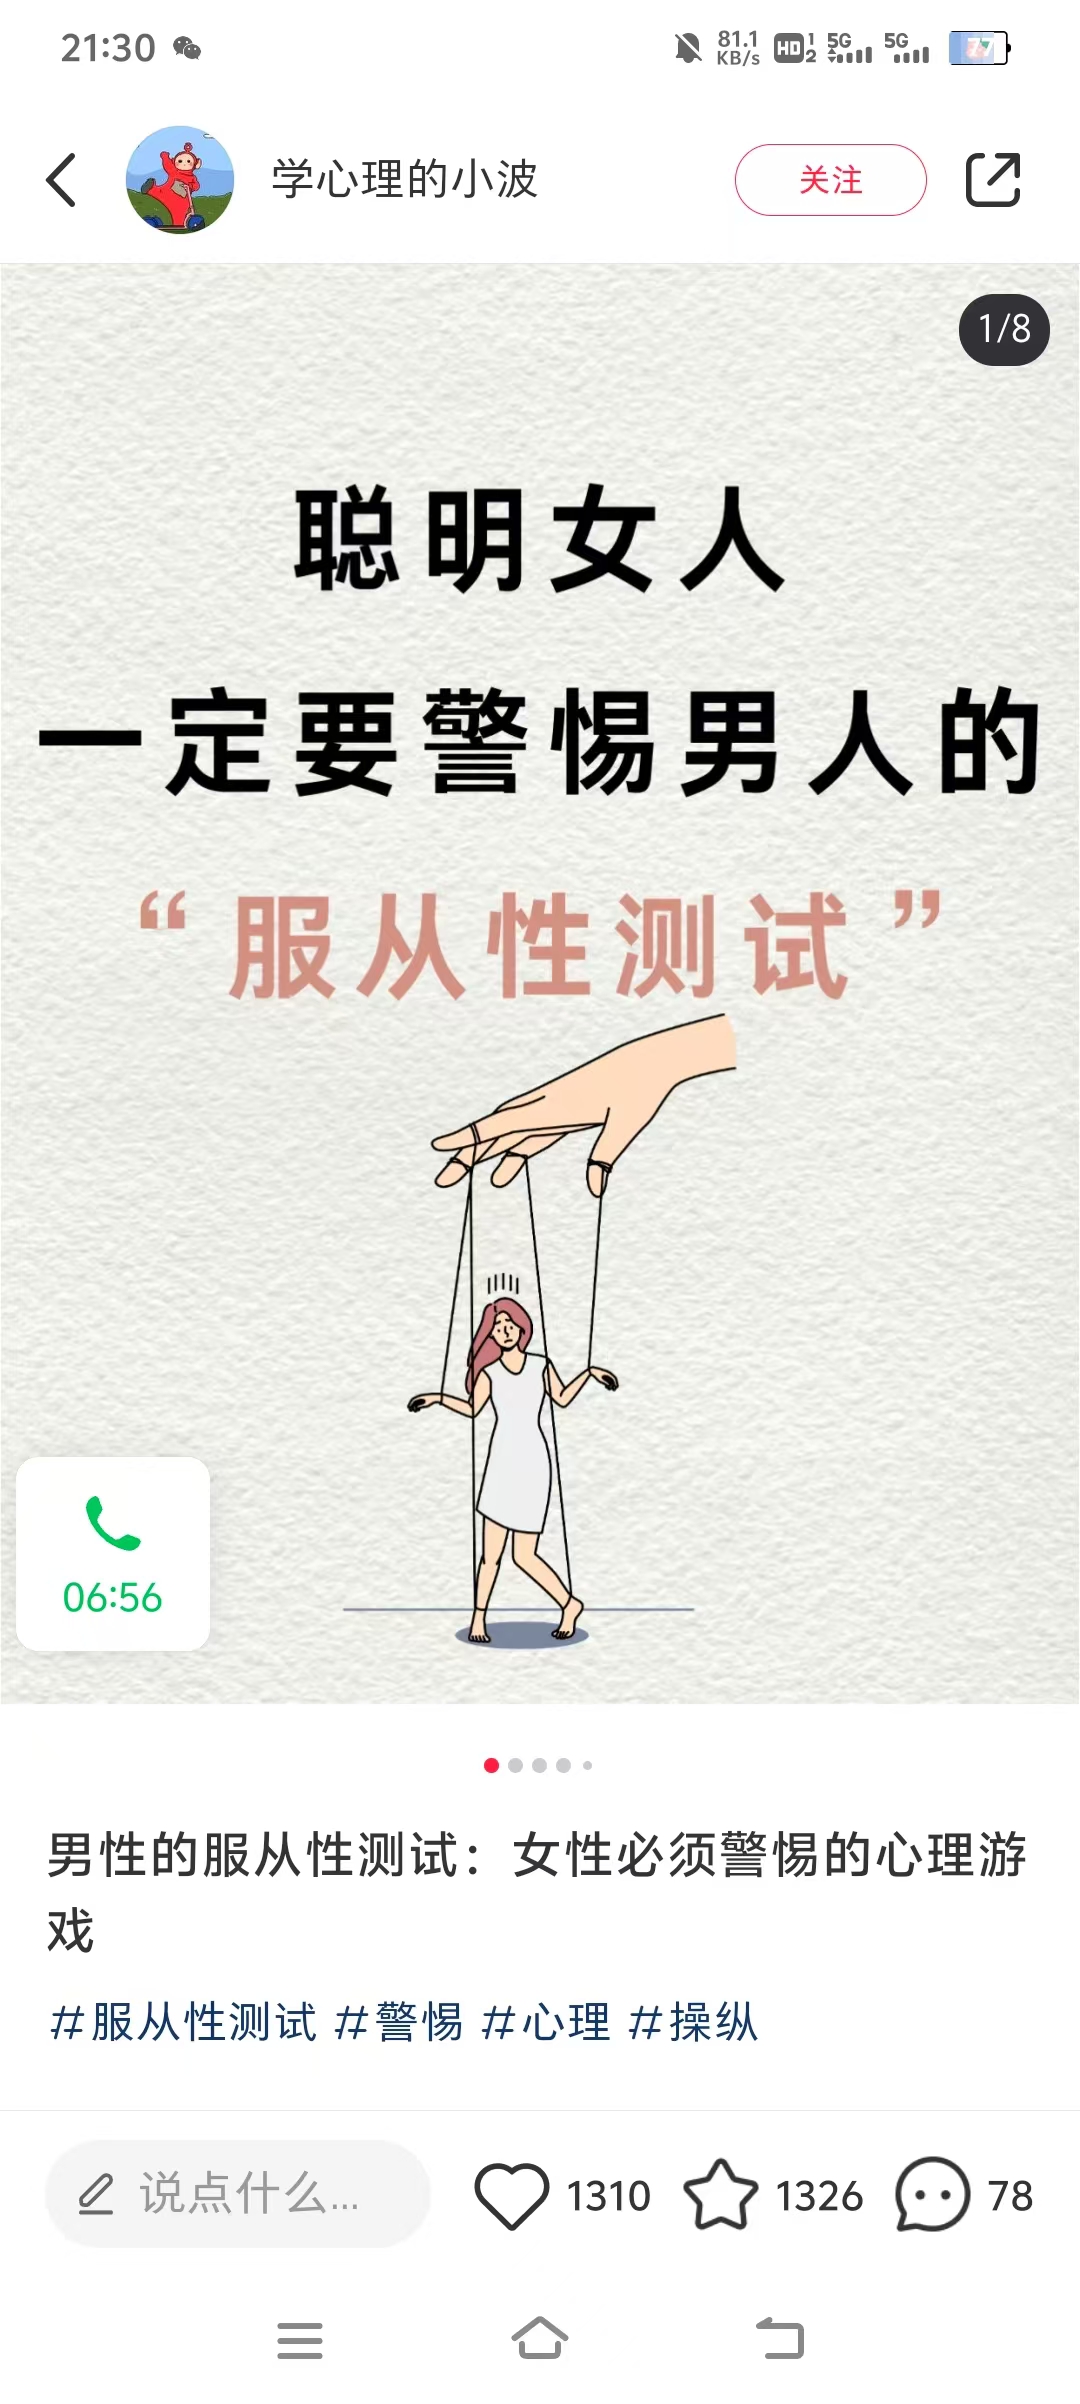 21:30
81.1
KB/s
HD 1 2
5G
5G
77
学心理的小波
关注
1/8
聪明女人
一定要警惕男人的
“服从性测试”
06:56
男性的服从性测试：女性必须警惕的心理游
戏
#服从性测试 #警惕 #心理 #操纵
说点什么...
1310
1326
78